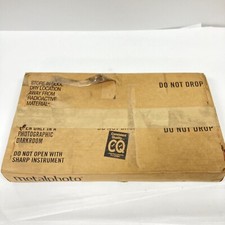 STORE IN COOL
DRY LOCATION
AWAY FROM
RADIOACTIVE
MATERIAL
DO NOT DROP
OPEN ONLY IN A
PHOTOGRAPHIC
DARKROOM
DO NOT DROP
CQ
DO NOT OPEN WITH
SHARP INSTRUMENT
metalphoto